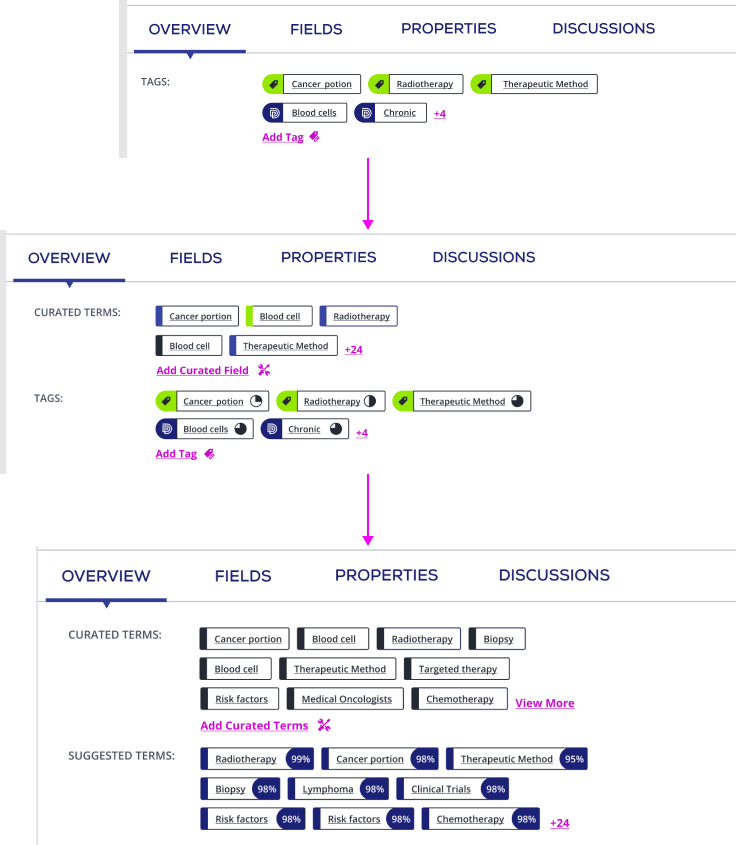 OVERVIEW FIELDS PROPERTIES DISCUSSIONS
TAGS: Cancer potion Radiotherapy Therapeutic Method
Blood cells Chronic +4
Add Tag
OVERVIEW FIELDS PROPERTIES DISCUSSIONS
CURATED TERMS: Cancer portion Blood cell Radiotherapy
Blood cell Therapeutic Method +24
Add Curated Field
TAGS: Cancer potion Radiotherapy Therapeutic Method
Blood cells Chronic +4
Add Tag
OVERVIEW FIELDS PROPERTIES DISCUSSIONS
CURATED TERMS: Cancer portion Blood cell Radiotherapy Biopsy
Blood cell Therapeutic Method Targeted therapy
Risk factors Medical Oncologists Chemotherapy View More
Add Curated Terms
SUGGESTED TERMS: Radiotherapy 99% Cancer portion 98% Therapeutic Method 95%
Biopsy 98% Lymphoma 98% Clinical Trials 98%
Risk factors 98% Risk factors 98% Chemotherapy 98% +24